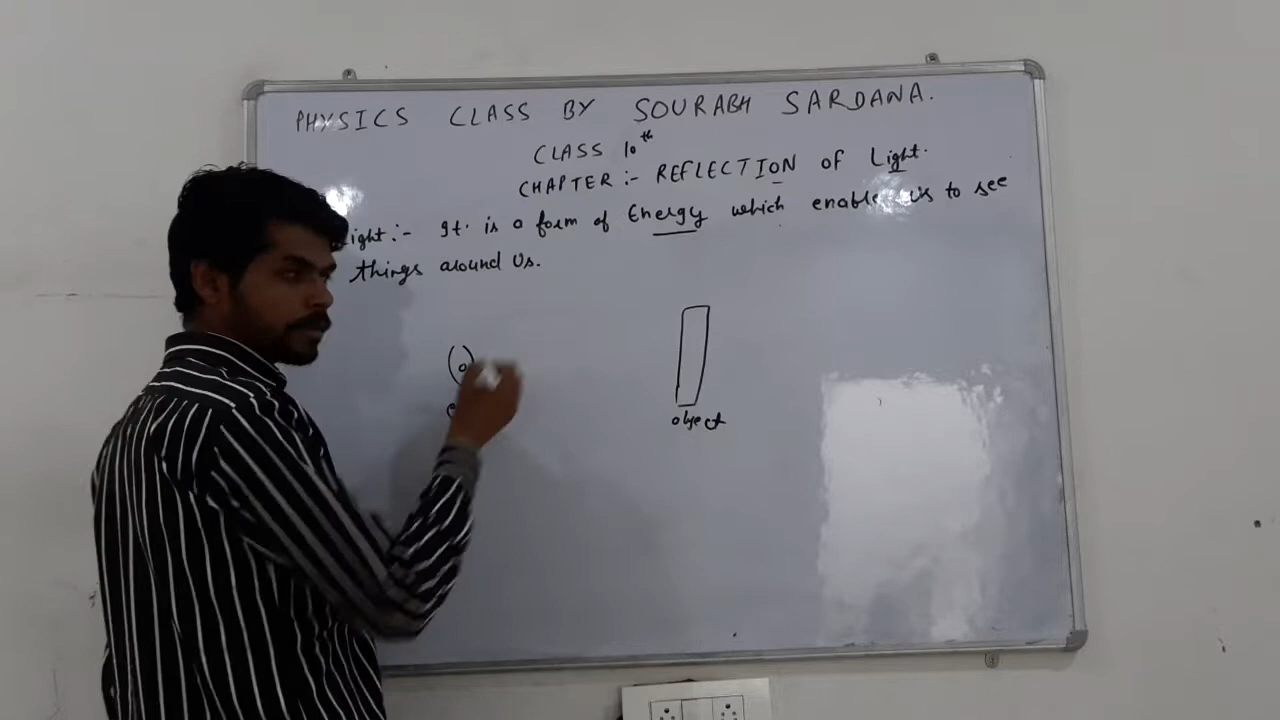 PHYSICS CLASS BY SOURABH SARDANA.
CLASS 10th
CHAPTER :- REFLECTION OF Light.
ight :- It. is a form of Energy which enable us to see
things around Us.
object